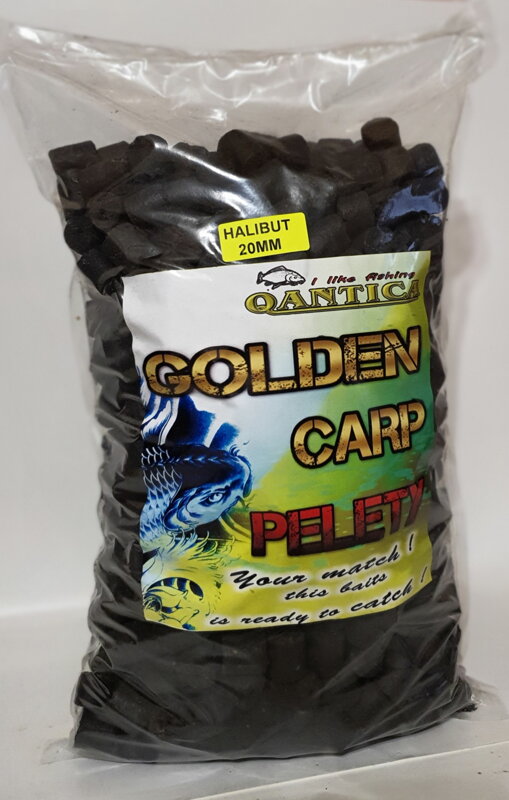 HALIBUT
20MM
I like fishing
QANTICA
GOLDEN
CARP
PELETY
Your match !
this baits
is ready to catch !